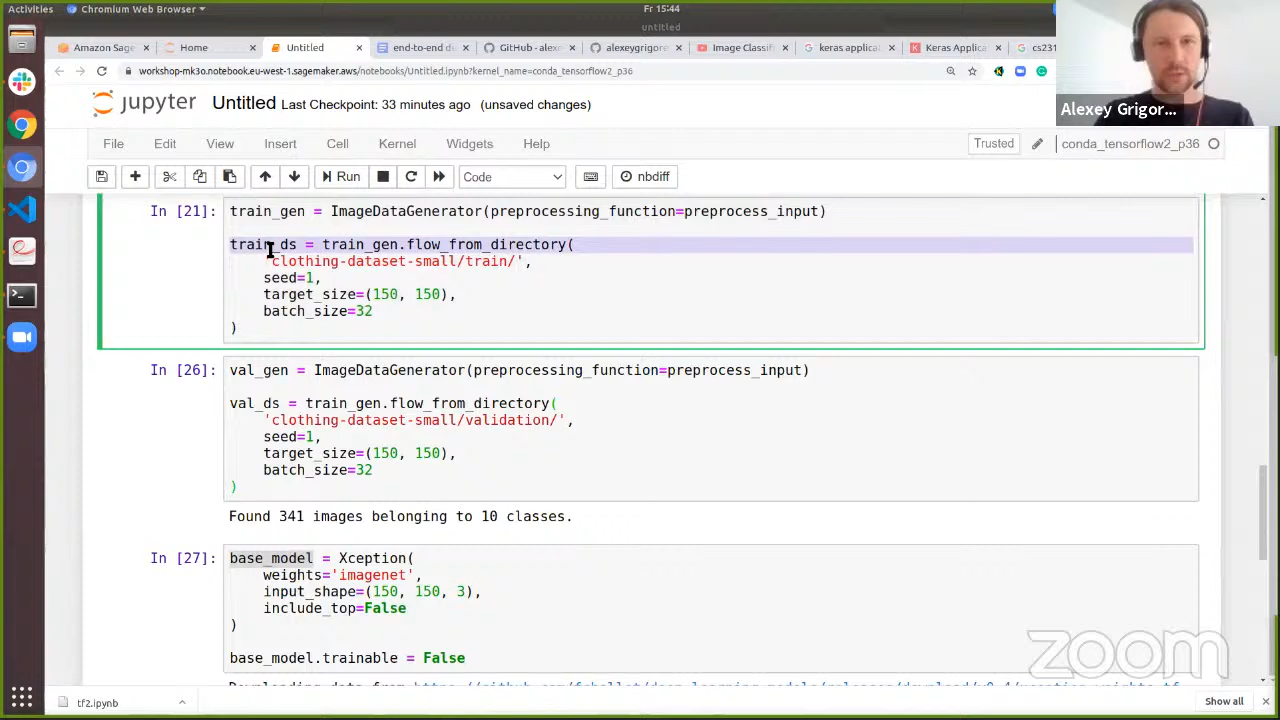 Activities
Chromium Web Browser
Fr 15:44
untitled
Amazon Sage
Home
Untitled
end-to-end de
GitHub - alexe
alexeygrigore
Image Classifi
keras applicat
Keras Applica
cs231
workshop-mk3o.notebook.eu-west-1.sagemaker.aws/notebooks/Untitled.ipynb?kernel_name=conda_tensorflow2_p36
Alexey Grigor...
jupyter
Untitled Last Checkpoint: 33 minutes ago (unsaved changes)
File Edit View Insert Cell Kernel Widgets Help
Trusted
conda_tensorflow2_p36
Run
Code
nbdiff
In [21]: train_gen = ImageDataGenerator(preprocessing_function=preprocess_input)
train_ds = train_gen.flow_from_directory(
'clothing-dataset-small/train/',
seed=1,
target_size=(150, 150),
batch_size=32
)
In [26]: val_gen = ImageDataGenerator(preprocessing_function=preprocess_input)
val_ds = train_gen.flow_from_directory(
'clothing-dataset-small/validation/',
seed=1,
target_size=(150, 150),
batch_size=32
)
Found 341 images belonging to 10 classes.
In [27]: base_model = Xception(
weights='imagenet',
input_shape=(150, 150, 3),
include_top=False
)
base_model.trainable = False
zoom
tf2.ipynb
Show all